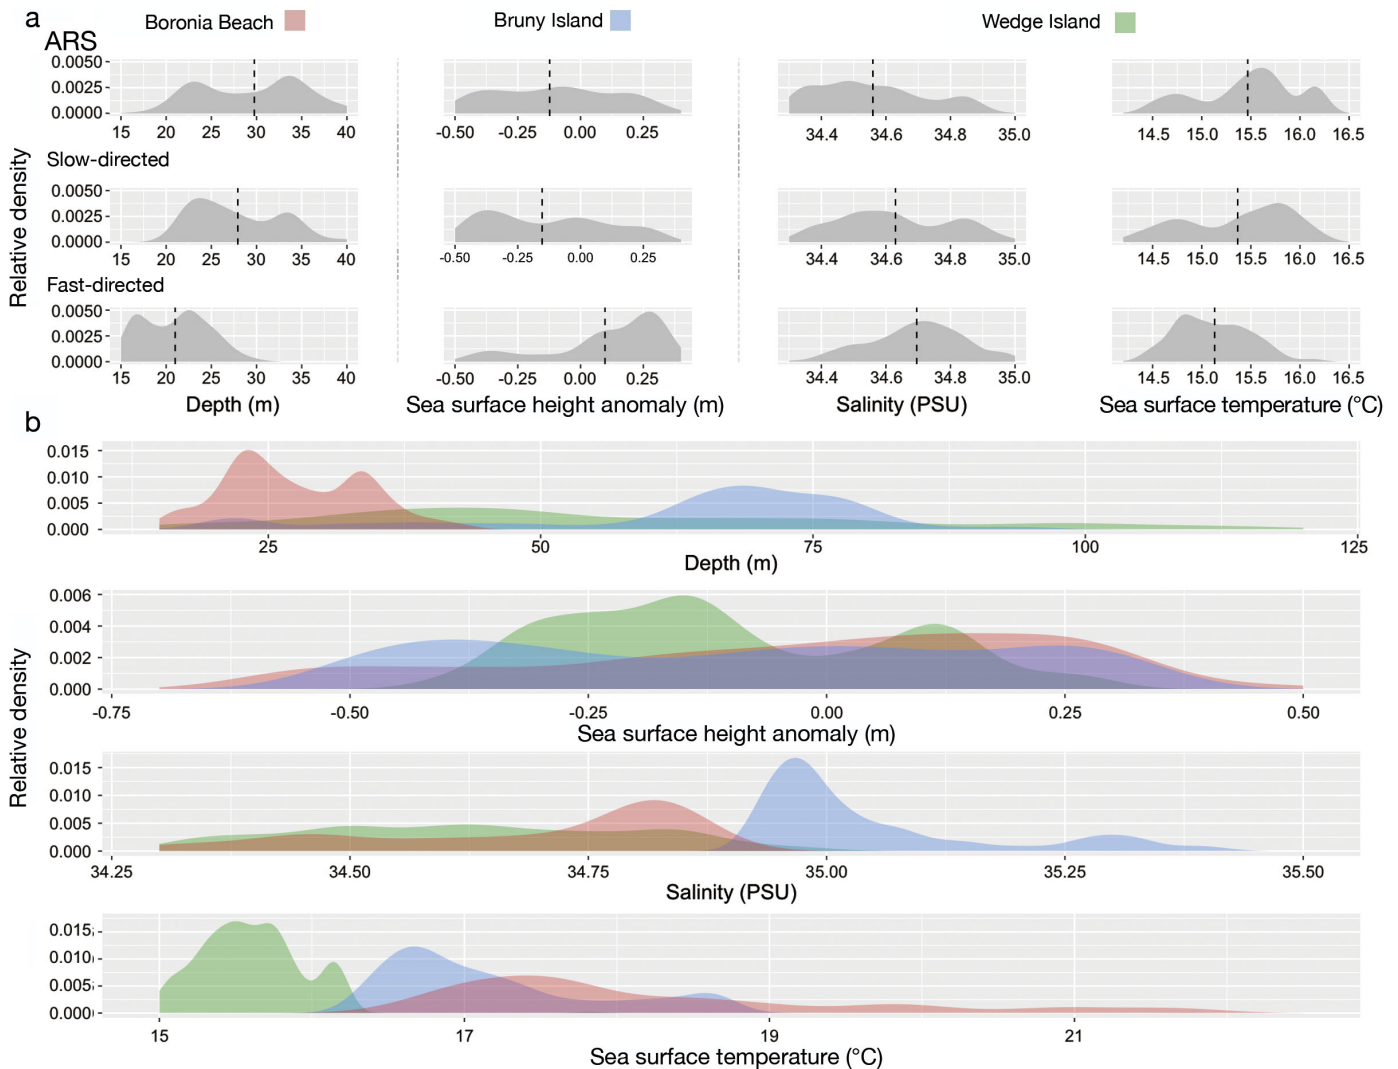 a
Boronia Beach
Bruny Island
Wedge Island
ARS
0.0050
0.0025
0.0000
15 20 25 30 35 40
-0.50 -0.25 0.00 0.25
34.4 34.6 34.8 35.0
14.5 15.0 15.5 16.0 16.5
Slow-directed
0.0050
0.0025
0.0000
15 20 25 30 35 40
-0.50 -0.25 0.00 0.25
34.4 34.6 34.8 35.0
14.5 15.0 15.5 16.0 16.5
Fast-directed
0.0050
0.0025
0.0000
15 20 25 30 35 40
-0.50 -0.25 0.00 0.25
34.4 34.6 34.8 35.0
14.5 15.0 15.5 16.0 16.5
Relative density
Depth (m)
Sea surface height anomaly (m)
Salinity (PSU)
Sea surface temperature (°C)
b
0.015
0.010
0.005
0.000
25 50 75 100 125
Depth (m)
0.006
0.004
0.002
0.000
-0.75 -0.50 -0.25 0.00 0.25 0.50
Sea surface height anomaly (m)
Relative density
0.015
0.010
0.005
0.000
34.25 34.50 34.75 35.00 35.25 35.50
Salinity (PSU)
0.015
0.010
0.005
0.000
15 17 19 21
Sea surface temperature (°C)